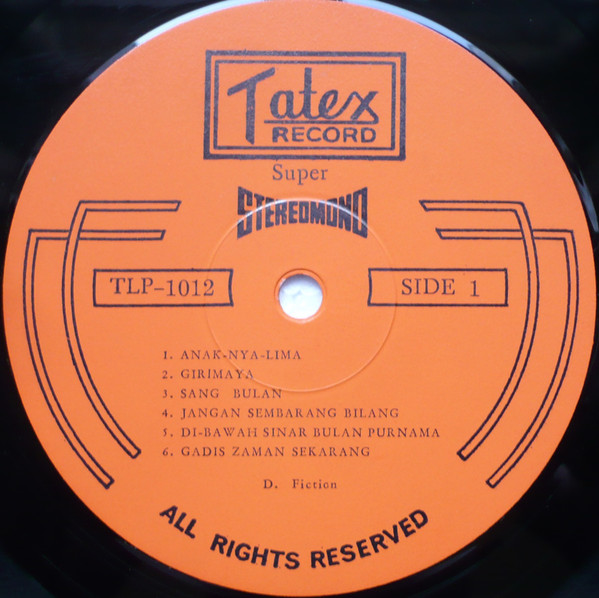 Tatex
RECORD
Super
STEREOMONO
TLP-1012
SIDE 1
1. ANAK-NYA-LIMA
2. GIRIMAYA
3. SANG BULAN
4. JANGAN SEMBARANG BILANG
5. DI-BAWAH SINAR BULAN PURNAMA
6. GADIS ZAMAN SEKARANG
D. Fiction
ALL RIGHTS RESERVED